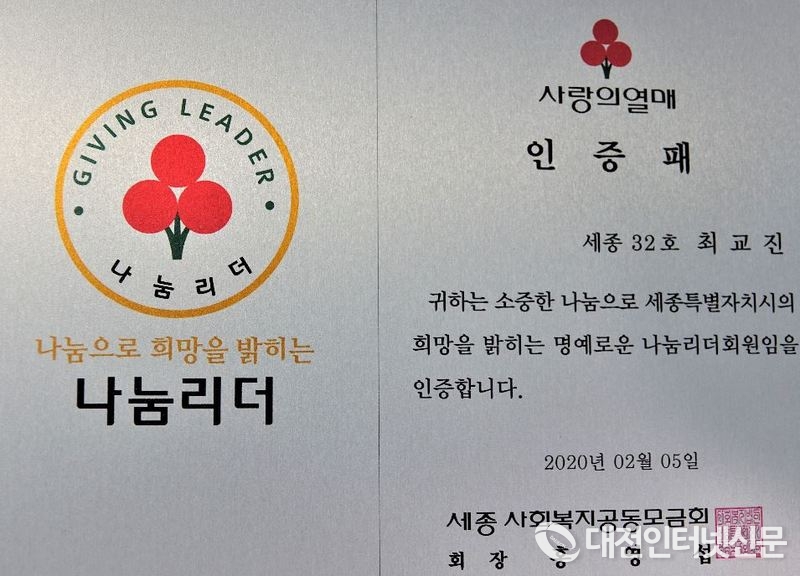 GIVING LEADER
나눔리더
나눔으로 희망을 밝히는
나눔리더
사랑의열매
인증패
세종 32호 최교진
귀하는 소중한 나눔으로 세종특별자치시의
희망을 밝히는 명예로운 나눔리더회원임을
인증합니다.
2020년 02월 05일
세종 사회복지공동모금회
회장 홍영섭
대전인터넷신문